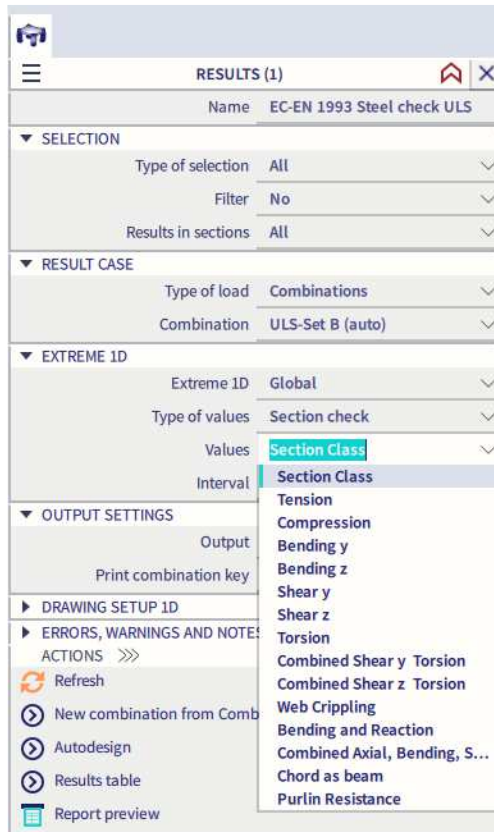 RESULTS (1)
Name EC-EN 1993 Steel check ULS
SELECTION
Type of selection All
Filter No
Results in sections All
RESULT CASE
Type of load Combinations
Combination ULS-Set B (auto)
EXTREME 1D
Extreme 1D Global
Type of values Section check
Values Section Class
Interval
Section Class
Tension
Compression
Bending y
Bending z
Shear y
Shear z
Torsion
Combined Shear y Torsion
Combined Shear z Torsion
Web Crippling
Bending and Reaction
Combined Axial, Bending, S...
Chord as beam
Purlin Resistance
OUTPUT SETTINGS
Output
Print combination key
DRAWING SETUP 1D
ERRORS, WARNINGS AND NOTES
ACTIONS >>>
Refresh
New combination from Comb
Autodesign
Results table
Report preview